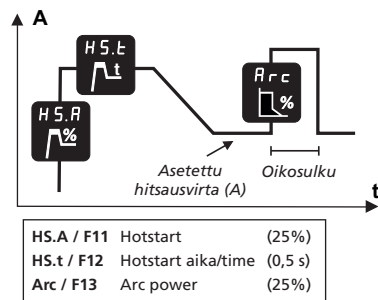 A
HS.t
t
HS.A
%
Arc
%
Asetettu
hitsausvirta (A)
Oikosulku
t
HS.A / F11 Hotstart (25%)
HS.t / F12 Hotstart aika/time (0,5 s)
Arc / F13 Arc power (25%)